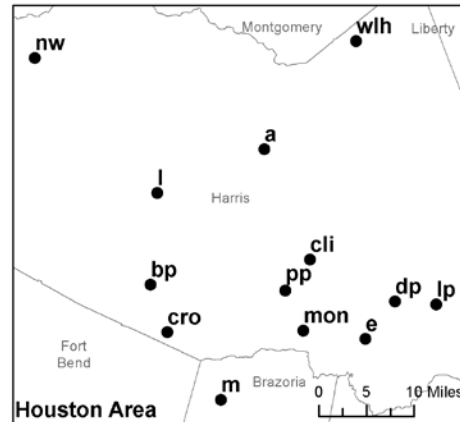 Montgomery
wlh
Liberty
nw
a
l
Harris
cli
bp
pp
dp
lp
cro
mon
e
Fort
Bend
m
Brazoria
0 5 10 Miles
Houston Area